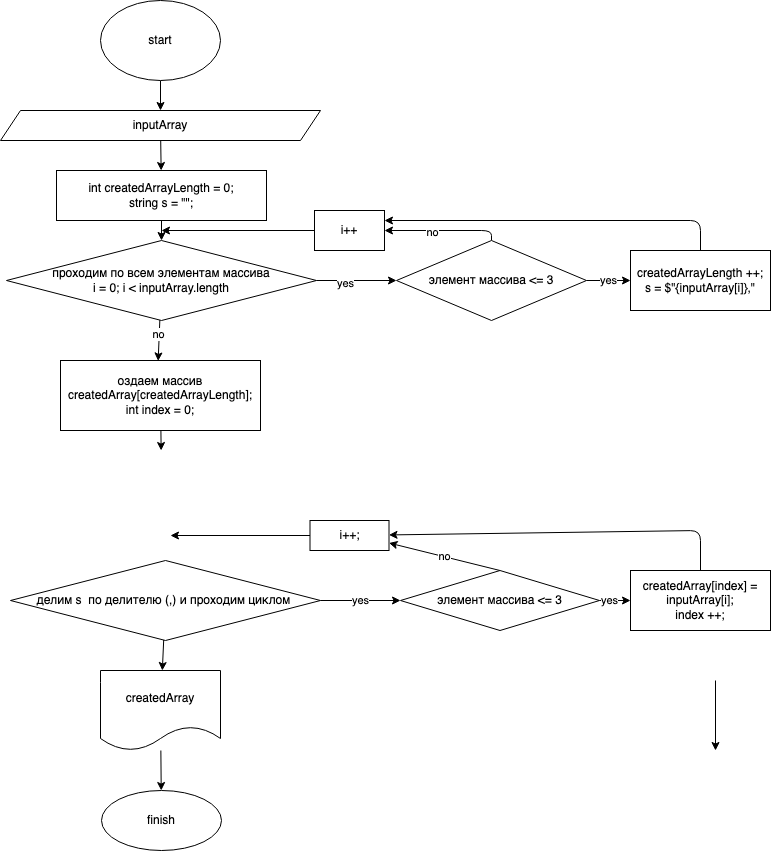 start
inputArray
int createdArrayLength = 0;
string s = "";
i++
no
проходим по всем элементам массива
i = 0; i < inputArray.length
yes
элемент массива <= 3
yes
createdArrayLength ++;
s = $"{inputArray[i]},"
no
оздаем массив
createdArray[createdArrayLength];
int index = 0;
i++;
no
делим s по делителю (,) и проходим циклом
yes
элемент массива <= 3
yes
createdArray[index] =
inputArray[i];
index ++;
createdArray
finish